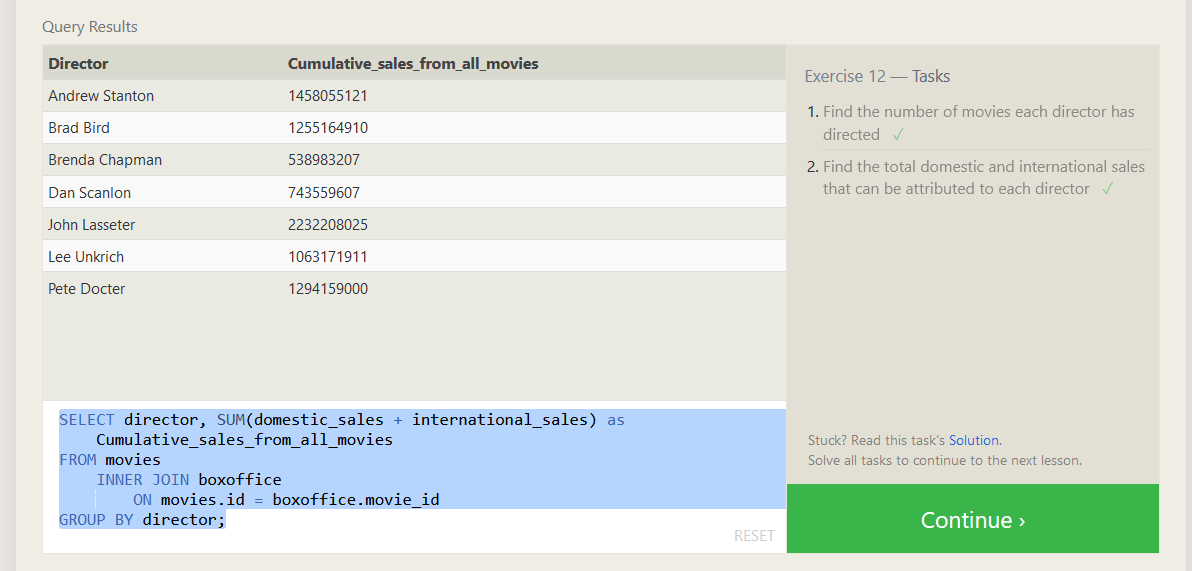 Query Results
Director Cumulative_sales_from_all_movies
Andrew Stanton 1458055121
Brad Bird 1255164910
Brenda Chapman 538983207
Dan Scanlon 743559607
John Lasseter 2232208025
Lee Unkrich 1063171911
Pete Docter 1294159000
SELECT director, SUM(domestic_sales + international_sales) as
Cumulative_sales_from_all_movies
FROM movies
INNER JOIN boxoffice
ON movies.id = boxoffice.movie_id
GROUP BY director;
RESET
Exercise 12 — Tasks
1. Find the number of movies each director has
directed ✓
2. Find the total domestic and international sales
that can be attributed to each director ✓
Stuck? Read this task's Solution.
Solve all tasks to continue to the next lesson.
Continue ›